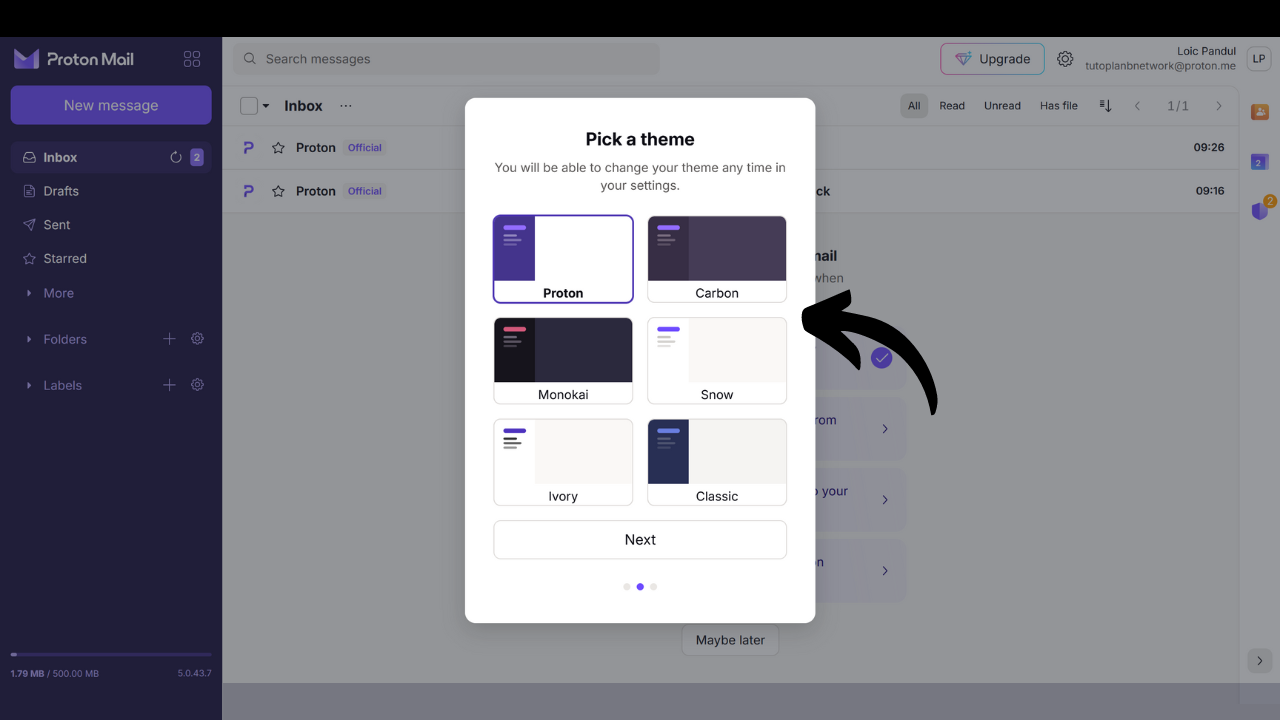 Proton Mail
New message
Inbox
2
Drafts
Sent
Starred
More
Folders
Labels
1.79 MB / 500.00 MB
5.0.43.7
Search messages
Upgrade
Loic Pandul
tutoplanbnetwork@proton.me
LP
Inbox
All
Read
Unread
Has file
1/1
Proton Official
09:26
Proton Official
ck
09:16
Pick a theme
You will be able to change your theme any time in
your settings.
Proton
Carbon
Monokai
Snow
Ivory
Classic
Next
nail
when
rom
your
n
Maybe later
2
2